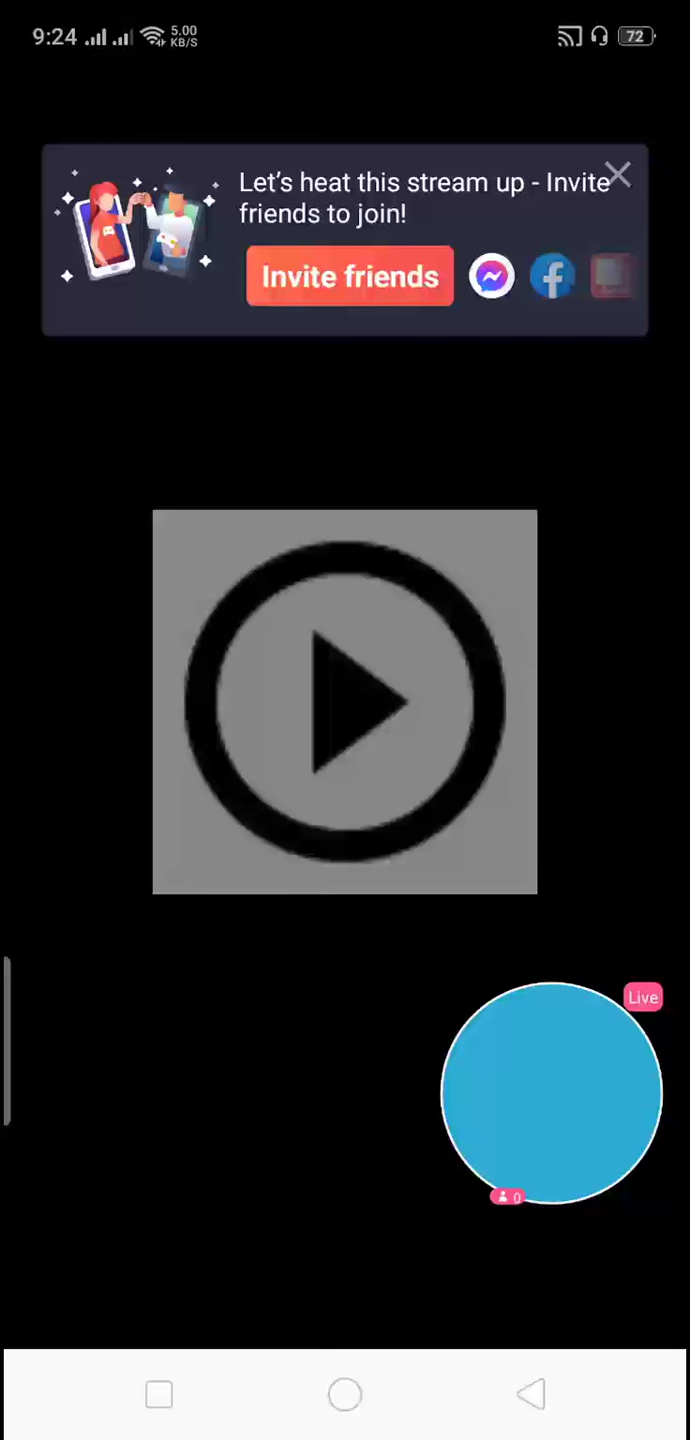 9:24 5.00 KB/S 72
Let's heat this stream up - Invite
friends to join!
Invite friends
Live
0